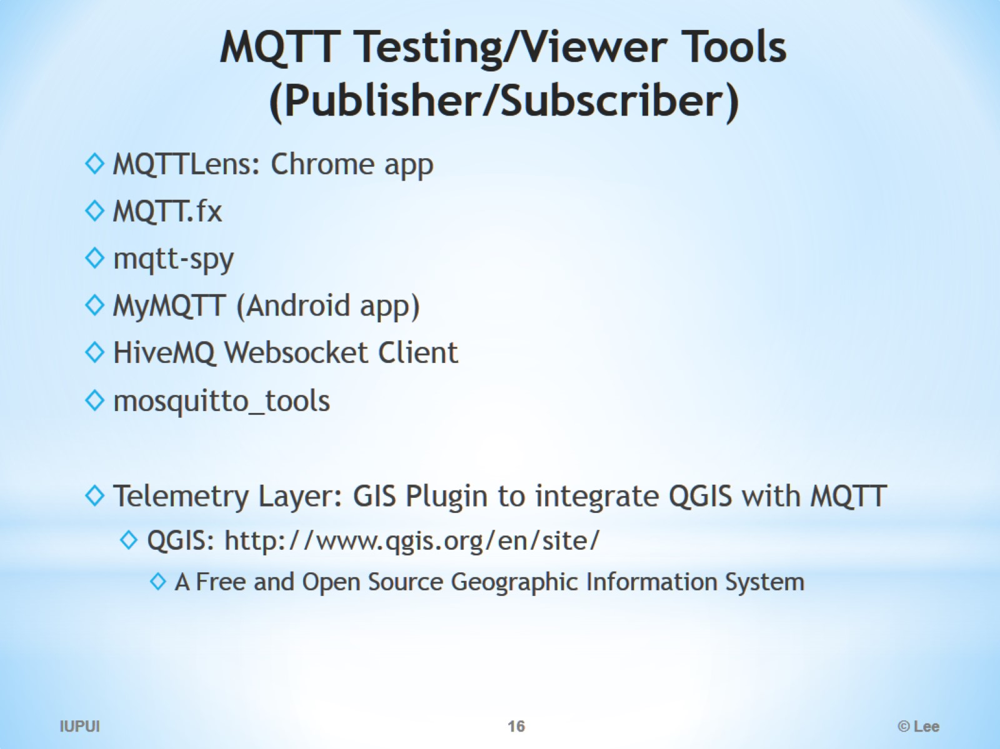 MQTT Testing/Viewer Tools
(Publisher/Subscriber)
MQTTLens: Chrome app
MQTT.fx
mqtt-spy
MyMQTT (Android app)
HiveMQ Websocket Client
mosquitto_tools
Telemetry Layer: GIS Plugin to integrate QGIS with MQTT
QGIS: http://www.qgis.org/en/site/
A Free and Open Source Geographic Information System
IUPUI
16
© Lee